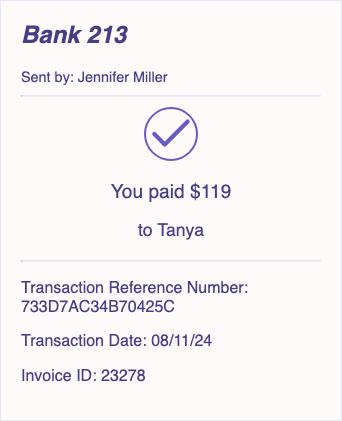 Bank 213
Sent by: Jennifer Miller
You paid $119
to Tanya
Transaction Reference Number:
733D7AC34B70425C
Transaction Date: 08/11/24
Invoice ID: 23278